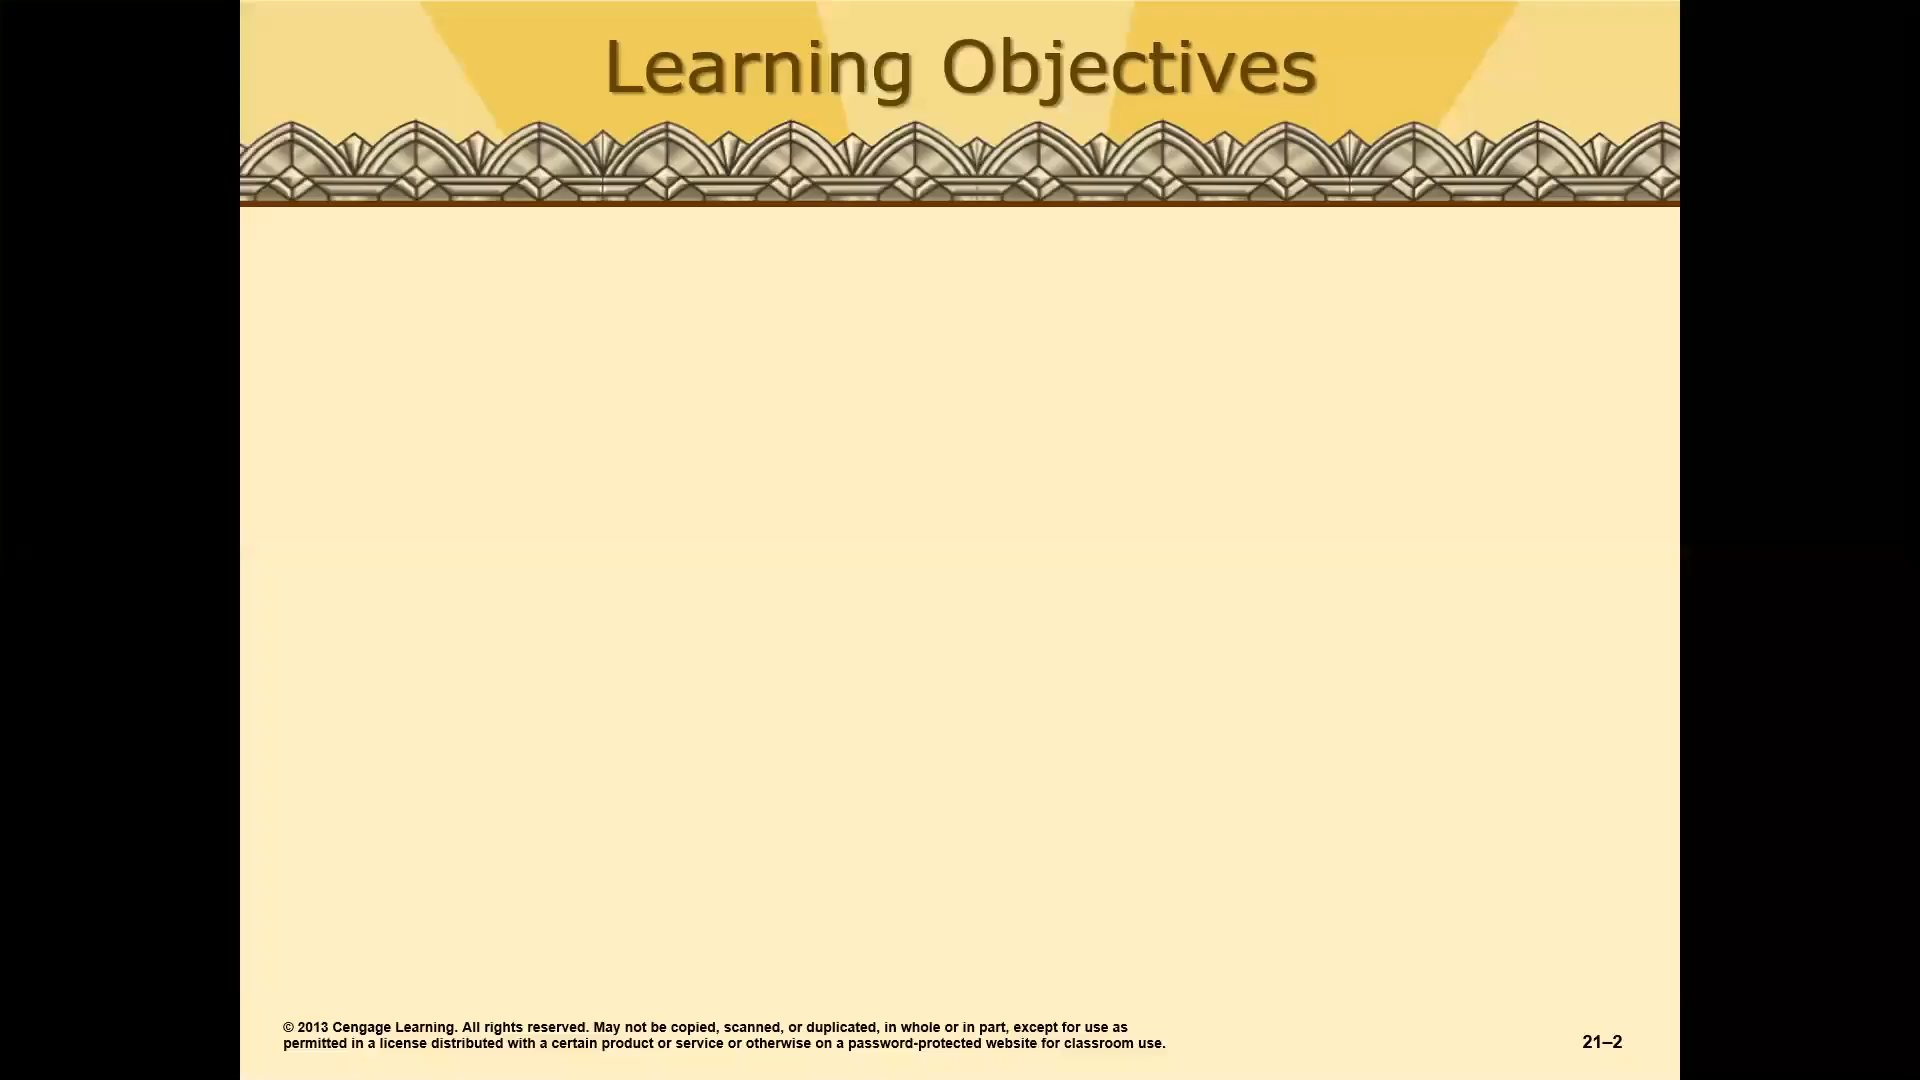 Learning Objectives
© 2013 Cengage Learning. All rights reserved. May not be copied, scanned, or duplicated, in whole or in part, except for use as
permitted in a license distributed with a certain product or service or otherwise on a password-protected website for classroom use.
21–2